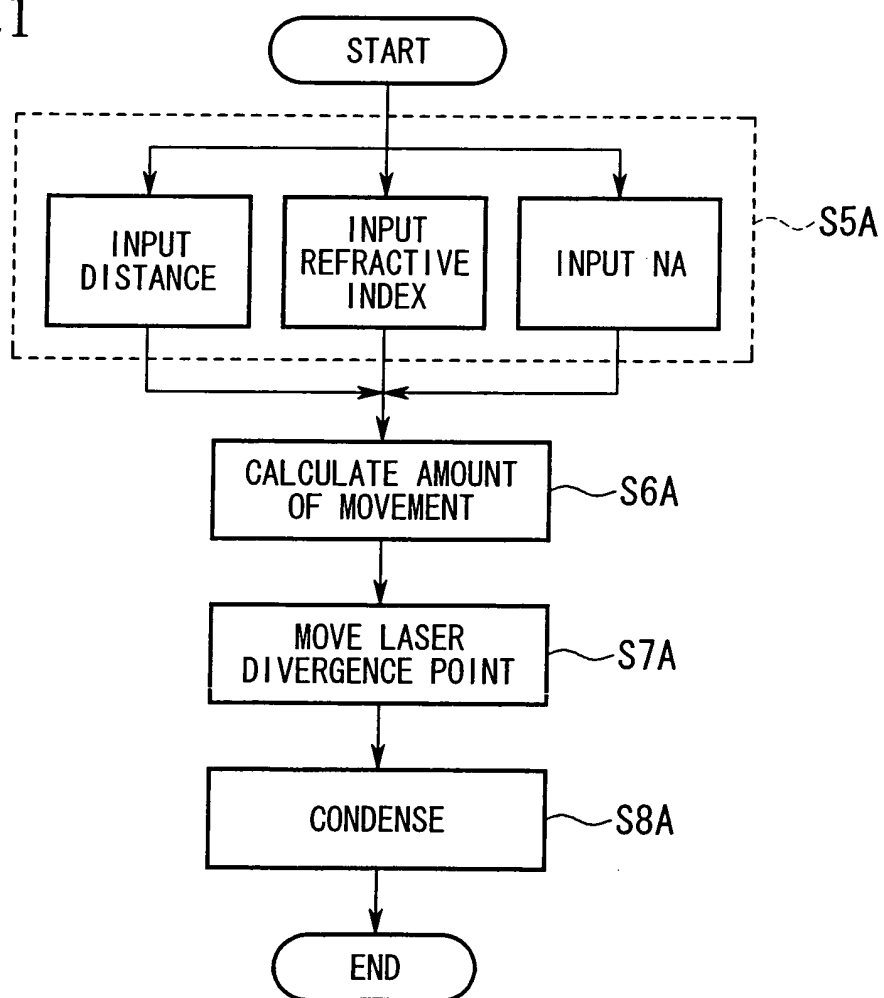 START
INPUT
DISTANCE
INPUT
REFRACTIVE
INDEX
INPUT NA
S5A
CALCULATE AMOUNT
OF MOVEMENT
S6A
MOVE LASER
DIVERGENCE POINT
S7A
CONDENSE
S8A
END